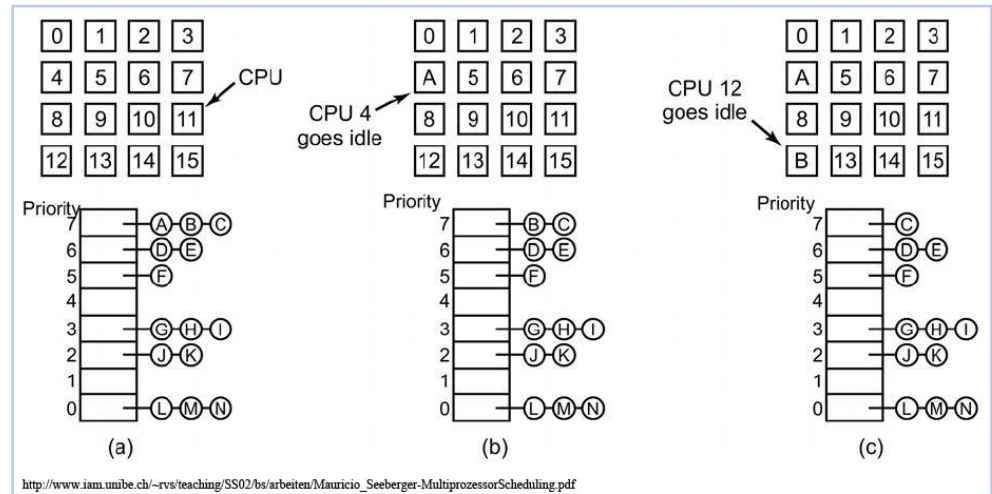 0 1 2 3
4 5 6 7
8 9 10 11
12 13 14 15
CPU
Priority
7 A B C
6 D E
5 F
4
3 G H I
2 J K
1
0 L M N
(a)
0 1 2 3
A 5 6 7
8 9 10 11
12 13 14 15
CPU 4
goes idle
Priority
7 B C
6 D E
5 F
4
3 G H I
2 J K
1
0 L M N
(b)
0 1 2 3
A 5 6 7
8 9 10 11
B 13 14 15
CPU 12
goes idle
Priority
7 C
6 D E
5 F
4
3 G H I
2 J K
1
0 L M N
(c)
http://www.iam.unibe.ch/~rvs/teaching/SS02/bs/arbeiten/Mauricio_Seeberger-MultiprozessorScheduling.pdf